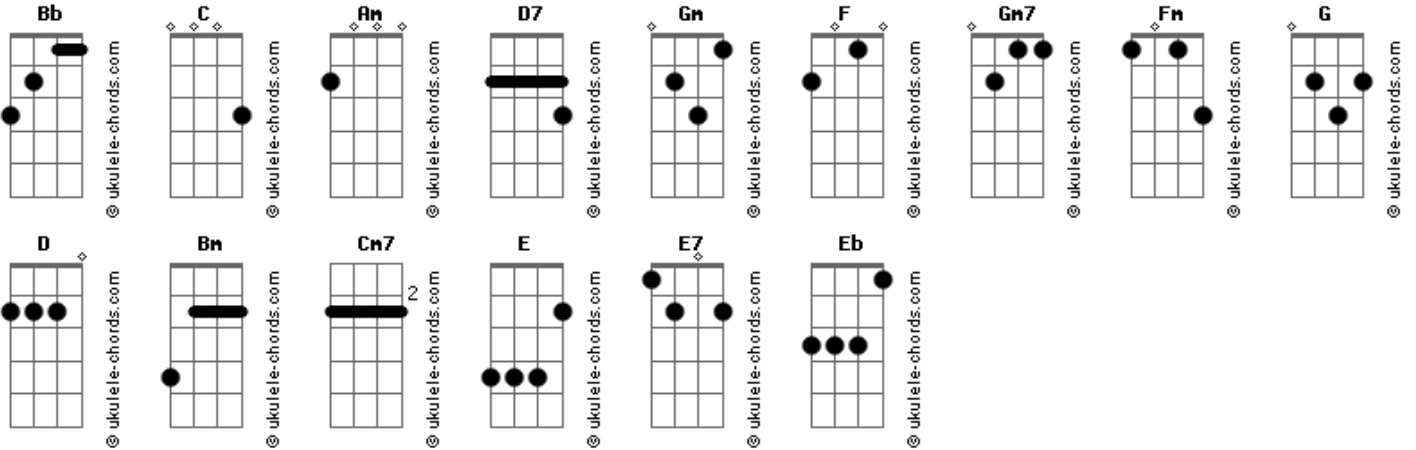 Bb C Am D7 Gm F Gm7 Fm G
© ukulele-chords.com © ukulele-chords.com © ukulele-chords.com © ukulele-chords.com © ukulele-chords.com © ukulele-chords.com © ukulele-chords.com © ukulele-chords.com © ukulele-chords.com
D Bm Cm7 E E7 Eb
2
© ukulele-chords.com © ukulele-chords.com © ukulele-chords.com © ukulele-chords.com © ukulele-chords.com © ukulele-chords.com